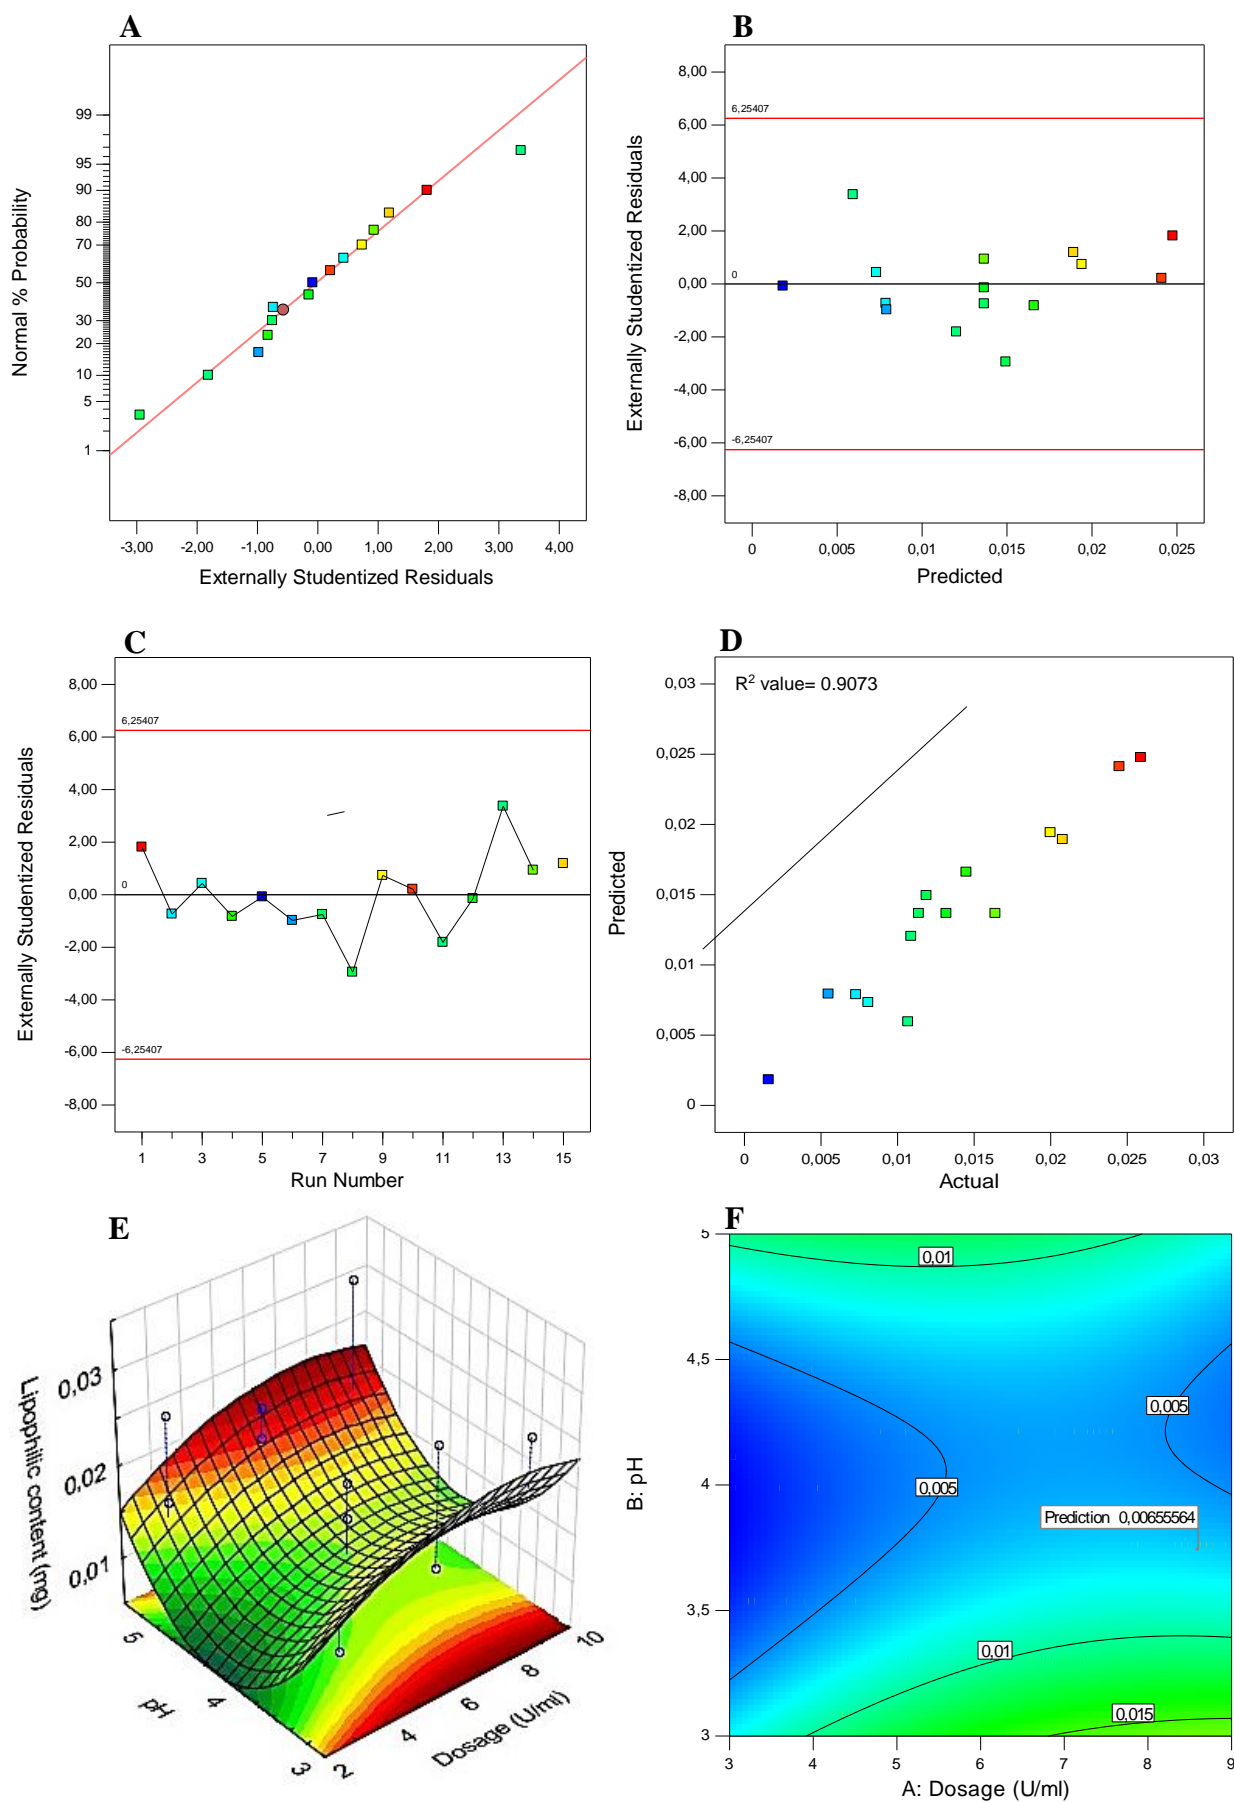 A
99
95
90
80
70
50
30
20
10
5
1
Normal % Probability
-3,00 -2,00 -1,00 0,00 1,00 2,00 3,00 4,00
Externally Studentized Residuals
B
8,00
6,00
4,00
2,00
0,00
-2,00
-4,00
-6,00
-8,00
6,25407
0
-6,25407
Externally Studentized Residuals
0 0,005 0,01 0,015 0,02 0,025
Predicted
C
8,00
6,00
4,00
2,00
0,00
-2,00
-4,00
-6,00
-8,00
6,25407
0
-6,25407
Externally Studentized Residuals
1 3 5 7 9 11 13 15
Run Number
D
R² value= 0.9073
0,03
0,025
0,02
0,015
0,01
0,005
0
Predicted
0 0,005 0,01 0,015 0,02 0,025 0,03
Actual
E
0,03
0,02
0,01
Lipophilic content (mg)
5
4
3
pH
2
4
6
8
10
Dosage (U/ml)
F
5
4,5
4
3,5
3
B: pH
0,01
0,005
0,005
Prediction 0,00655564
0,01
0,015
3 4 5 6 7 8 9
A: Dosage (U/ml)